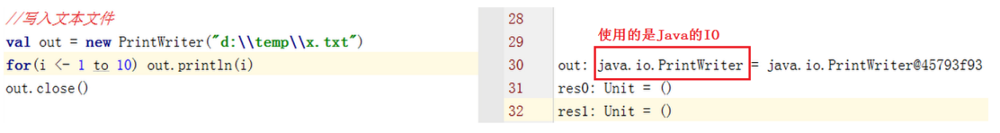 //写入文本文件
val out = new PrintWriter("d:\\temp\\x.txt")
for(i <- 1 to 10) out.println(i)
out.close()
28
29
使用的是Java的IO
30 out: java.io.PrintWriter = java.io.PrintWriter@45793f93
31 res0: Unit = ()
32 res1: Unit = ()